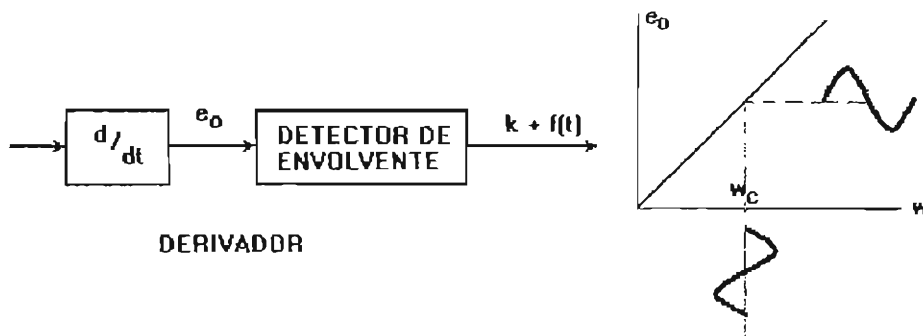 d/dt
e₀
DETECTOR DE
ENVOLVENTE
k + f(t)
DERIVADOR
e₀
w_c
w